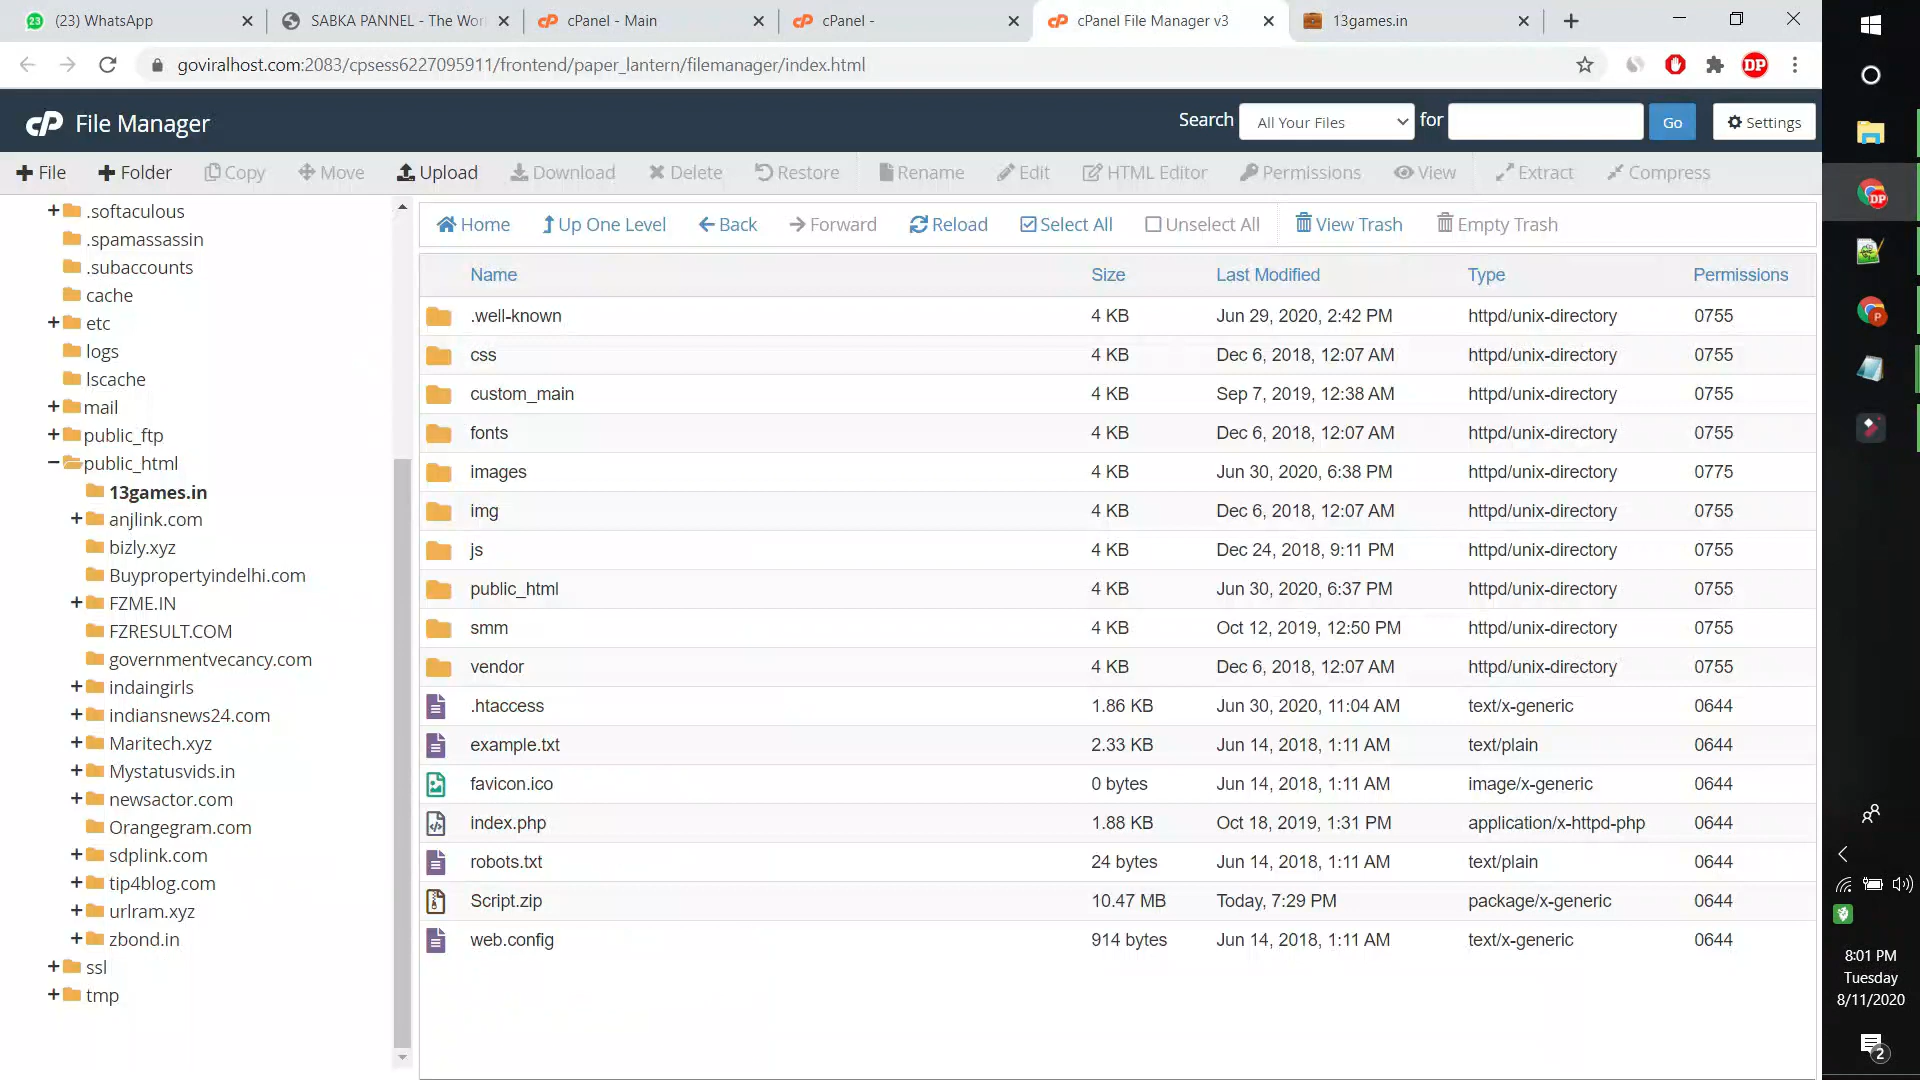 (23) WhatsApp
SABKA PANNEL - The Wor
cPanel - Main
cPanel -
cPanel File Manager v3
13games.in
goviralhost.com:2083/cpsess6227095911/frontend/paper_lantern/filemanager/index.html
cP File Manager
Search All Your Files for Go Settings
File Folder Copy Move Upload Download Delete Restore Rename Edit HTML Editor Permissions View Extract Compress
Home Up One Level Back Forward Reload Select All Unselect All View Trash Empty Trash
.softaculous
.spamassassin
.subaccounts
cache
etc
logs
lscache
mail
public_ftp
public_html
13games.in
anjlink.com
bizly.xyz
Buypropertyindelhi.com
FZME.IN
FZRESULT.COM
governmentvecancy.com
indaingirls
indiansnews24.com
Maritech.xyz
Mystatusvids.in
newsactor.com
Orangegram.com
sdplink.com
tip4blog.com
urlram.xyz
zbond.in
ssl
tmp
Name Size Last Modified Type Permissions
.well-known 4 KB Jun 29, 2020, 2:42 PM httpd/unix-directory 0755
css 4 KB Dec 6, 2018, 12:07 AM httpd/unix-directory 0755
custom_main 4 KB Sep 7, 2019, 12:38 AM httpd/unix-directory 0755
fonts 4 KB Dec 6, 2018, 12:07 AM httpd/unix-directory 0755
images 4 KB Jun 30, 2020, 6:38 PM httpd/unix-directory 0775
img 4 KB Dec 6, 2018, 12:07 AM httpd/unix-directory 0755
js 4 KB Dec 24, 2018, 9:11 PM httpd/unix-directory 0755
public_html 4 KB Jun 30, 2020, 6:37 PM httpd/unix-directory 0755
smm 4 KB Oct 12, 2019, 12:50 PM httpd/unix-directory 0755
vendor 4 KB Dec 6, 2018, 12:07 AM httpd/unix-directory 0755
.htaccess 1.86 KB Jun 30, 2020, 11:04 AM text/x-generic 0644
example.txt 2.33 KB Jun 14, 2018, 1:11 AM text/plain 0644
favicon.ico 0 bytes Jun 14, 2018, 1:11 AM image/x-generic 0644
index.php 1.88 KB Oct 18, 2019, 1:31 PM application/x-httpd-php 0644
robots.txt 24 bytes Jun 14, 2018, 1:11 AM text/plain 0644
Script.zip 10.47 MB Today, 7:29 PM package/x-generic 0644
web.config 914 bytes Jun 14, 2018, 1:11 AM text/x-generic 0644
DP
DP
P
8:01 PM
Tuesday
8/11/2020
2